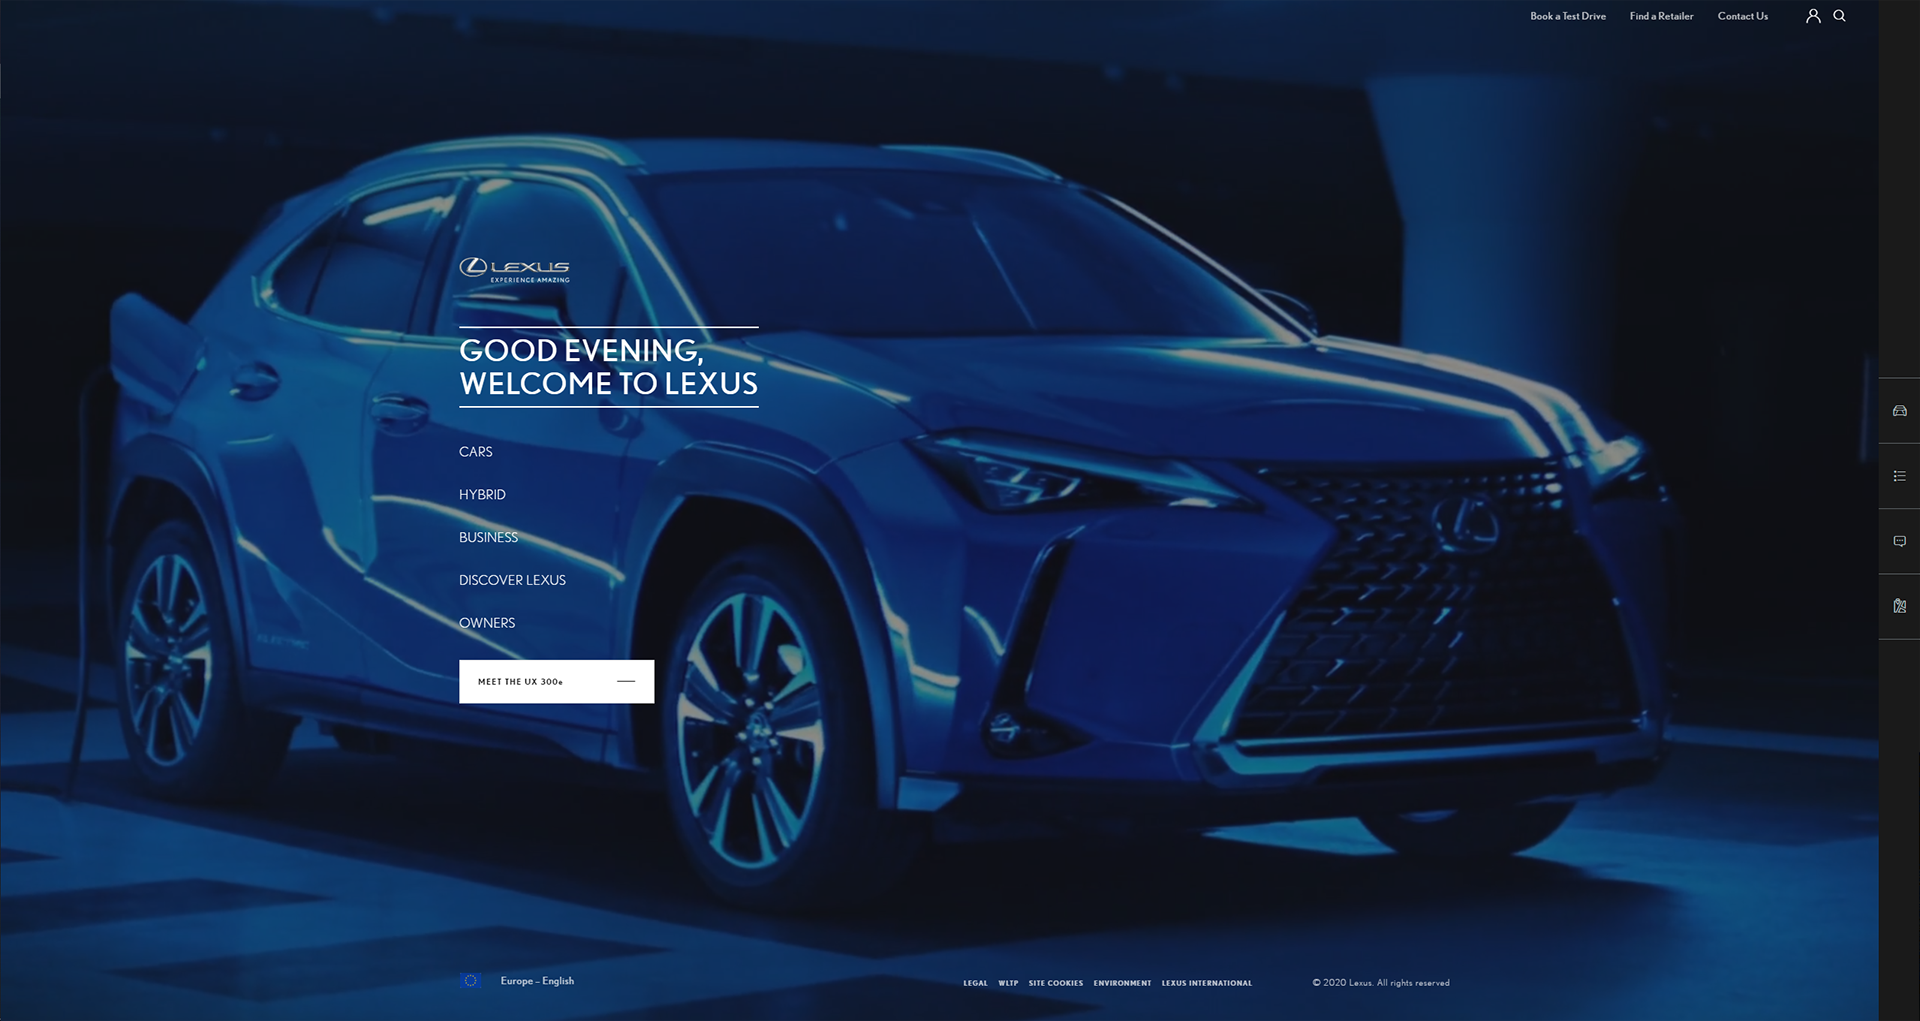 Book a Test Drive
Find a Retailer
Contact Us
LEXUS
EXPERIENCE AMAZING
GOOD EVENING,
WELCOME TO LEXUS
CARS
HYBRID
BUSINESS
DISCOVER LEXUS
OWNERS
ELECTRIC
MEET THE UX 300e
Europe – English
LEGAL WLTP SITE COOKIES ENVIRONMENT LEXUS INTERNATIONAL
© 2020 Lexus. All rights reserved